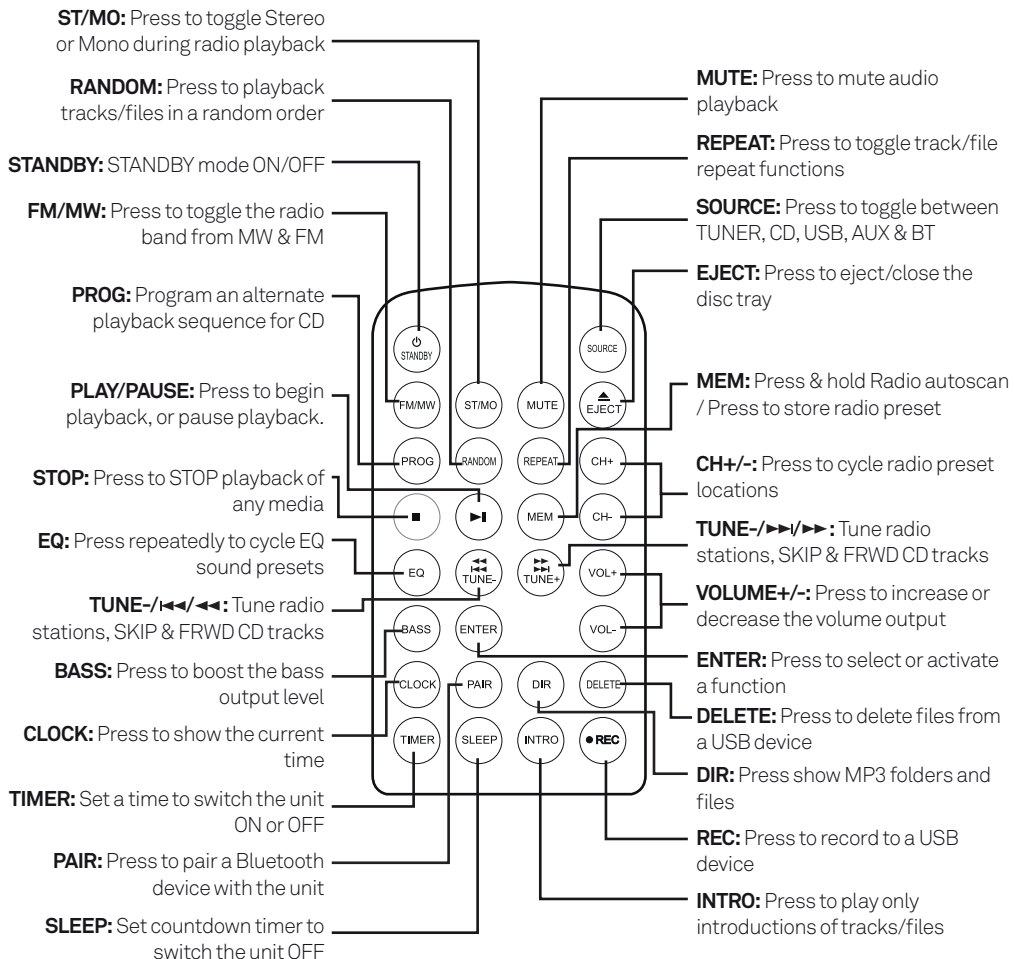 ST/MO: Press to toggle Stereo
or Mono during radio playback
RANDOM: Press to playback
tracks/files in a random order
STANDBY: STANDBY mode ON/OFF
FM/MW: Press to toggle the radio
band from MW & FM
PROG: Program an alternate
playback sequence for CD
PLAY/PAUSE: Press to begin
playback, or pause playback.
STOP: Press to STOP playback of
any media
EQ: Press repeatedly to cycle EQ
sound presets
TUNE-/⏮/◄◄: Tune radio
stations, SKIP & FRWD CD tracks
BASS: Press to boost the bass
output level
CLOCK: Press to show the current
time
TIMER: Set a time to switch the unit
ON or OFF
PAIR: Press to pair a Bluetooth
device with the unit
SLEEP: Set countdown timer to
switch the unit OFF
STANDBY
SOURCE
FM/MW
ST/MO
MUTE
EJECT
PROG
RANDOM
REPEAT
CH+
MEM
CH-
EQ
TUNE-
TUNE+
VOL+
BASS
ENTER
VOL-
CLOCK
PAIR
DIR
DELETE
TIMER
SLEEP
INTRO
● REC
MUTE: Press to mute audio
playback
REPEAT: Press to toggle track/file
repeat functions
SOURCE: Press to toggle between
TUNER, CD, USB, AUX & BT
EJECT: Press to eject/close the
disc tray
MEM: Press & hold Radio autoscan
/ Press to store radio preset
CH+/-: Press to cycle radio preset
locations
TUNE-/⏭/►►: Tune radio
stations, SKIP & FRWD CD tracks
VOLUME+/-: Press to increase or
decrease the volume output
ENTER: Press to select or activate
a function
DELETE: Press to delete files from
a USB device
DIR: Press show MP3 folders and
files
REC: Press to record to a USB
device
INTRO: Press to play only
introductions of tracks/files